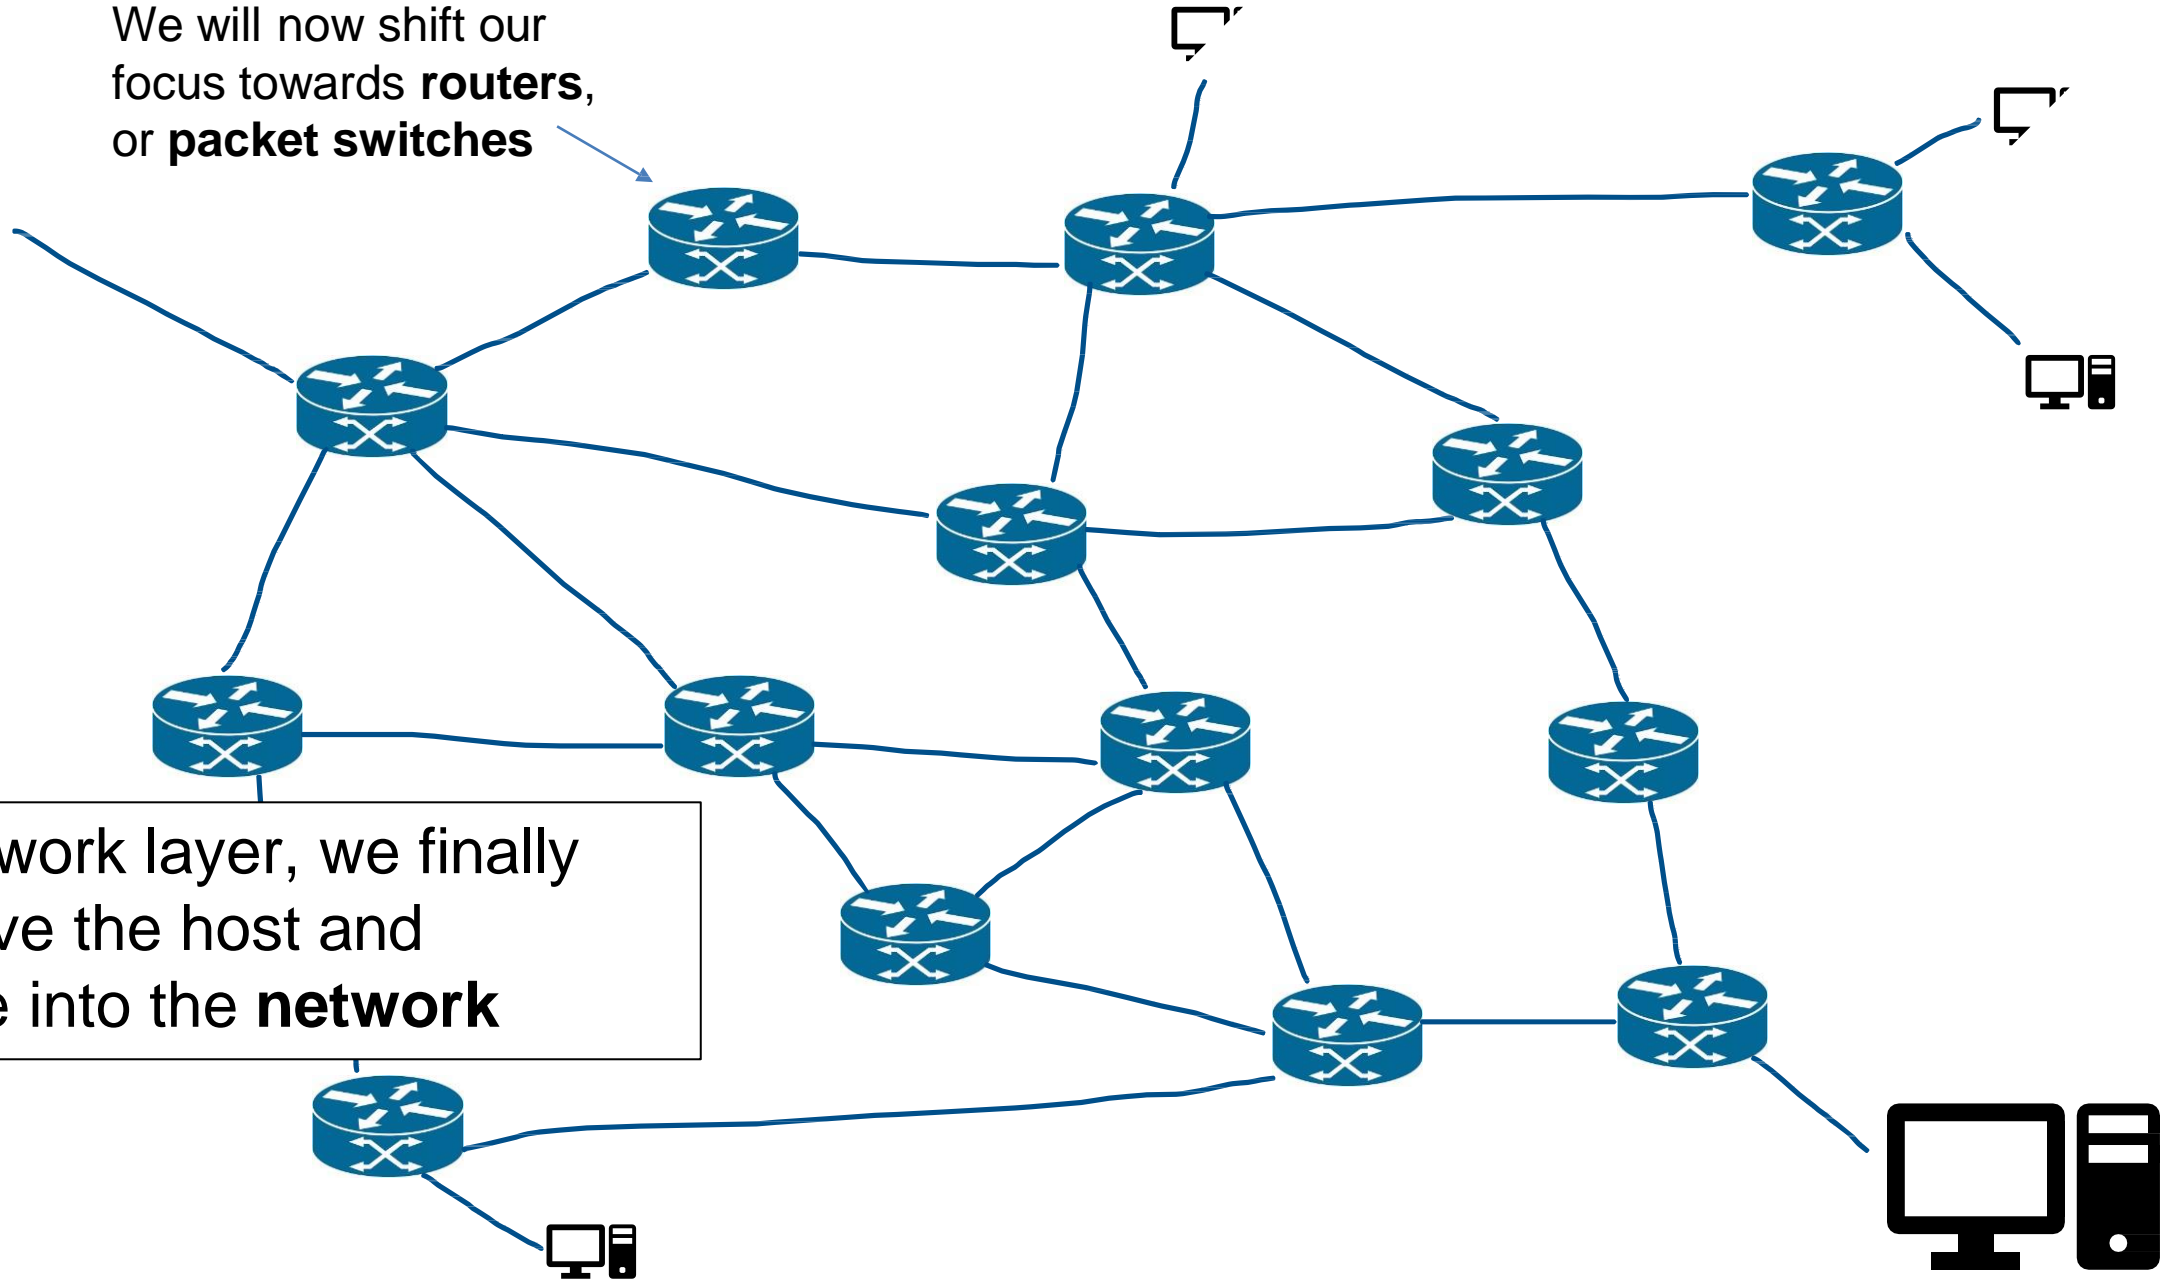 We will now shift our
focus towards routers,
or packet switches
work layer, we finally
ve the host and
e into the network